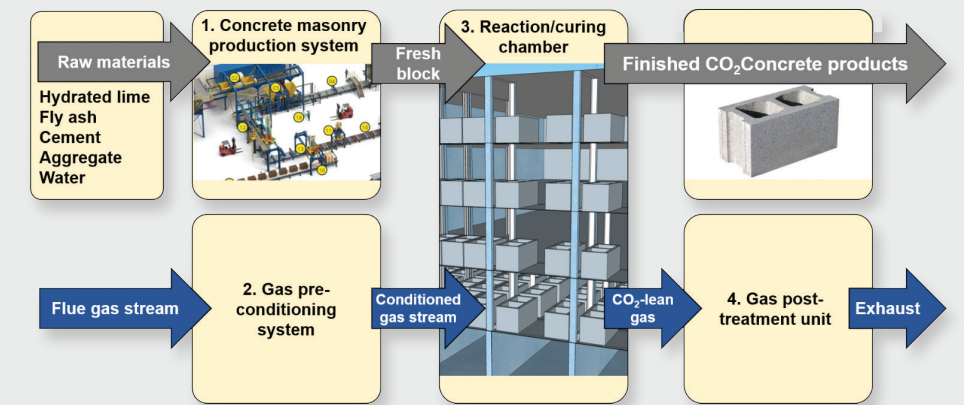 1. Concrete masonry
production system
3. Reaction/curing
chamber
Raw materials
Fresh
block
Finished CO₂Concrete products
Hydrated lime
Fly ash
Cement
Aggregate
Water
Flue gas stream
2. Gas pre-
conditioning
system
Conditioned
gas stream
CO₂-lean
gas
4. Gas post-
treatment unit
Exhaust